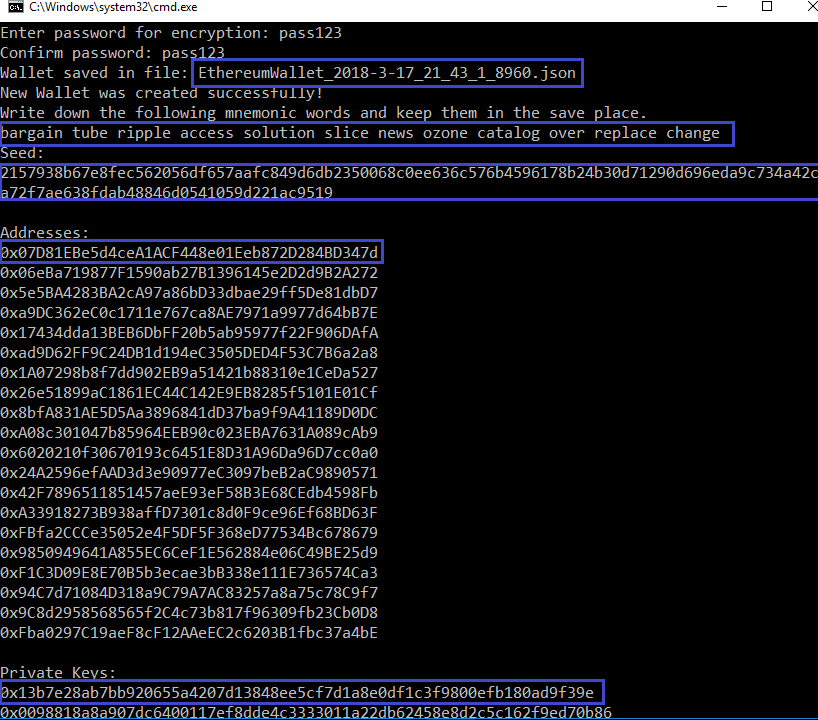 C:\Windows\system32\cmd.exe
Enter password for encryption: pass123
Confirm password: pass123
Wallet saved in file: EthereumWallet_2018-3-17_21_43_1_8960.json
New Wallet was created successfully!
Write down the following mnemonic words and keep them in the save place.
bargain tube ripple access solution slice news ozone catalog over replace change
Seed:
2157938b67e8fec562056df657aafc849d6db2350068c0ee636c576b4596178b24b30d71290d696eda9c734a42c
a72f7ae638fdab48846d0541059d221ac9519
Addresses:
0x07D81EBe5d4ceA1ACF448e01Eeb872D284BD347d
0x06eBa719877F1590ab27B1396145e2D2d9B2A272
0x5e5BA4283BA2cA97a86bD33dbae29ff5De81dbD7
0xa9DC362eC0c1711e767ca8AE7971a9977d64bB7E
0x17434dda13BEB6DbFF20b5ab95977f22F906DAfA
0xad9D62FF9C24DB1d194eC3505DED4F53C7B6a2a8
0x1A07298b8f7dd902EB9a51421b88310e1CeDa527
0x26e51899aC1861EC44C142E9EB8285f5101E01Cf
0x8bfA831AE5D5Aa3896841dD37ba9f9A41189D0DC
0xA08c301047b85964EEB90c023EBA7631A089cAb9
0x6020210f30670193c6451E8D31A96Da96D7cc0a0
0x24A2596efAAD3d3e90977eC3097beB2aC9890571
0x42F7896511851457aeE93eF58B3E68CEdb4598Fb
0xA33918273B938affD7301c8d0F9ce96Ef68BD63F
0xFBfa2CCCe35052e4F5DF5F368eD77534Bc678679
0x9850949641A855EC6CeF1E562884e06C49BE25d9
0xF1C3D09E8E70B5b3ecae3bB338e111E736574Ca3
0x94C7d71084D318a9C79A7AC83257a8a75c78C9f7
0x9C8d2958568565f2C4c73b817f96309fb23Cb0D8
0xFba0297C19aeF8cF12AAeEC2c6203B1fbc37a4bE
Private Keys:
0x13b7e28ab7bb920655a4207d13848ee5cf7d1a8e0df1c3f9800efb180ad9f39e
0x0098818a8a907dc6400117ef8dde4c3333011a22db62458e8d2c5c162f9ed70b86